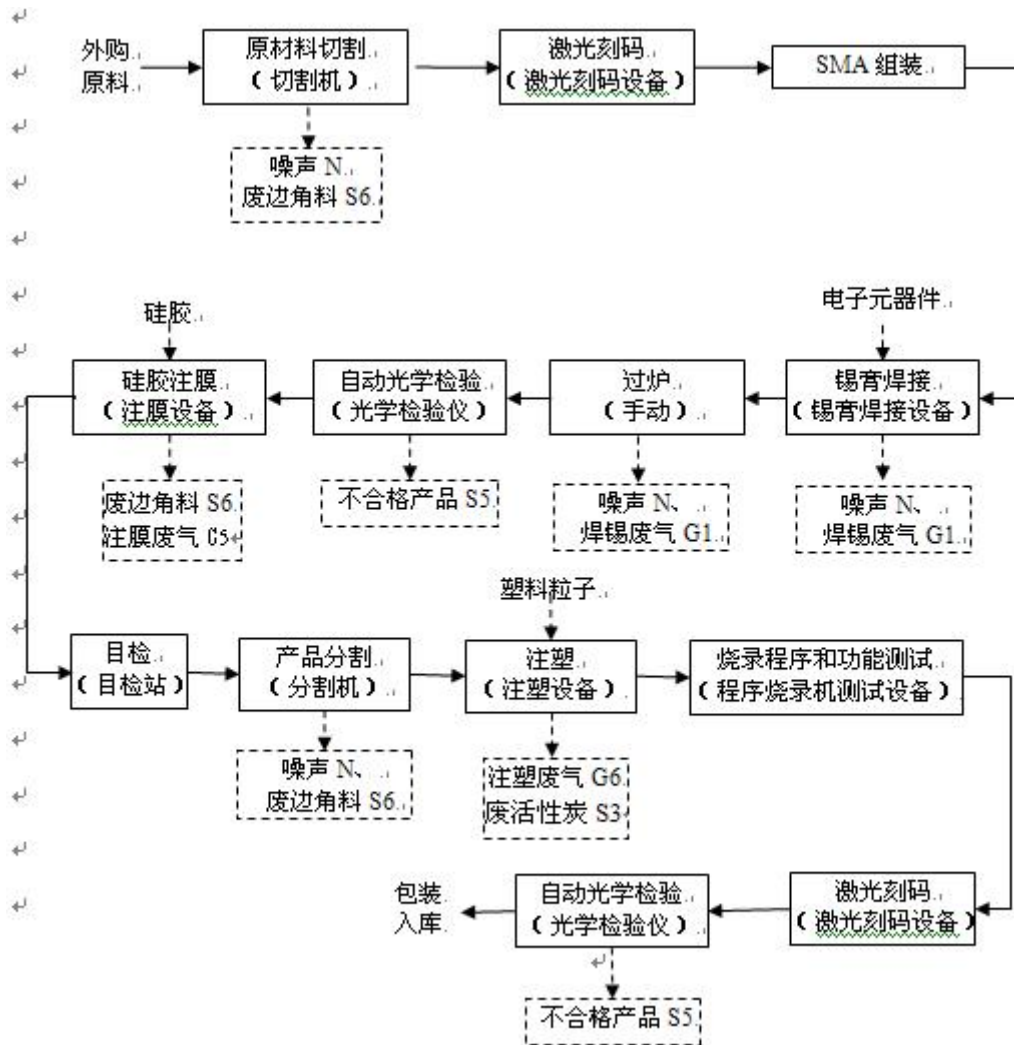 外购
原料
原材料切割
（切割机）
激光刻码
（激光刻码设备）
SMA 组装
噪声 N
废边角料 S6
硅胶
电子元器件
硅胶注膜
（注膜设备）
自动光学检验
（光学检验仪）
过炉
（手动）
锡膏焊接
（锡膏焊接设备）
废边角料 S6
注膜废气 G5
不合格产品 S5
噪声 N、
焊锡废气 G1
噪声 N、
焊锡废气 G1
塑料粒子
目检
（目检站）
产品分割
（分割机）
注塑
（注塑设备）
烧录程序和功能测试
（程序烧录机测试设备）
噪声 N、
废边角料 S6
注塑废气 G6
废活性炭 S3
包装
入库
自动光学检验
（光学检验仪）
激光刻码
（激光刻码设备）
不合格产品 S5